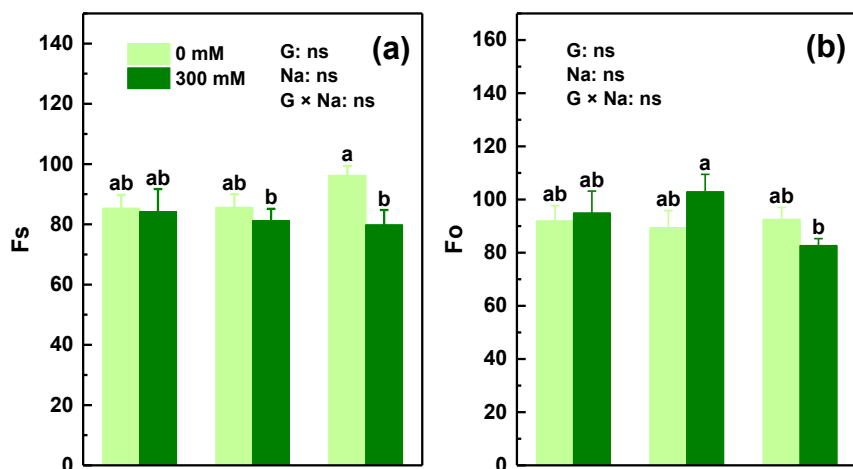 140
120
100
80
60
40
20
0
Fs
0 mM
300 mM
G: ns
Na: ns
G × Na: ns
(a)
ab ab
ab b
a b
160
140
120
100
80
60
40
20
0
Fo
G: ns
Na: ns
G × Na: ns
(b)
ab ab
ab a
ab b